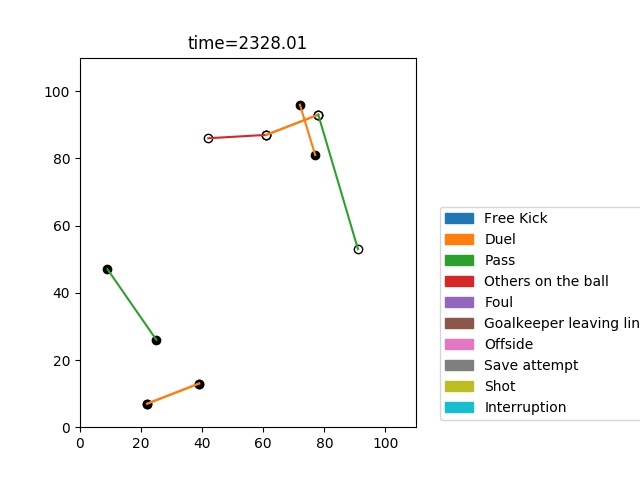 time=2328.01
100
80
60
40
20
0
0 20 40 60 80 100
Free Kick
Duel
Pass
Others on the ball
Foul
Goalkeeper leaving lin
Offside
Save attempt
Shot
Interruption